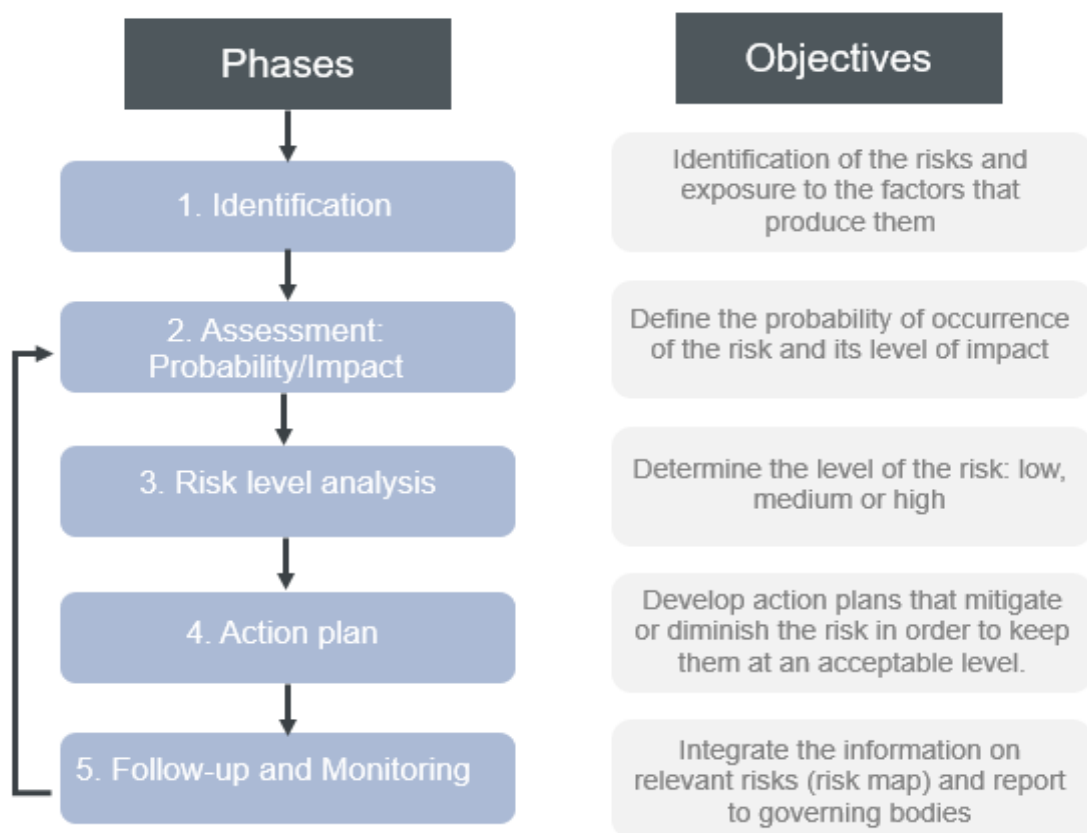 Phases
Objectives
1. Identification
Identification of the risks and
exposure to the factors that
produce them
2. Assessment:
Probability/Impact
Define the probability of occurrence
of the risk and its level of impact
3. Risk level analysis
Determine the level of the risk: low,
medium or high
4. Action plan
Develop action plans that mitigate
or diminish the risk in order to keep
them at an acceptable level.
5. Follow-up and Monitoring
Integrate the information on
relevant risks (risk map) and report
to governing bodies